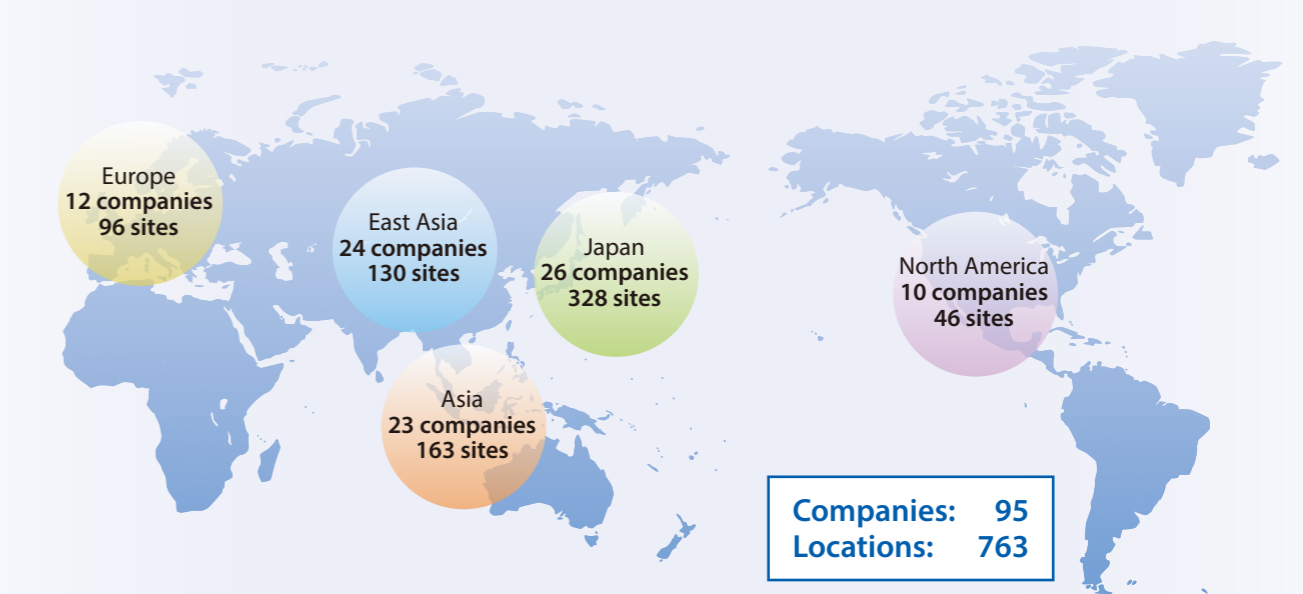 Europe
12 companies
96 sites
East Asia
24 companies
130 sites
Japan
26 companies
328 sites
North America
10 companies
46 sites
Asia
23 companies
163 sites
Companies: 95
Locations: 763